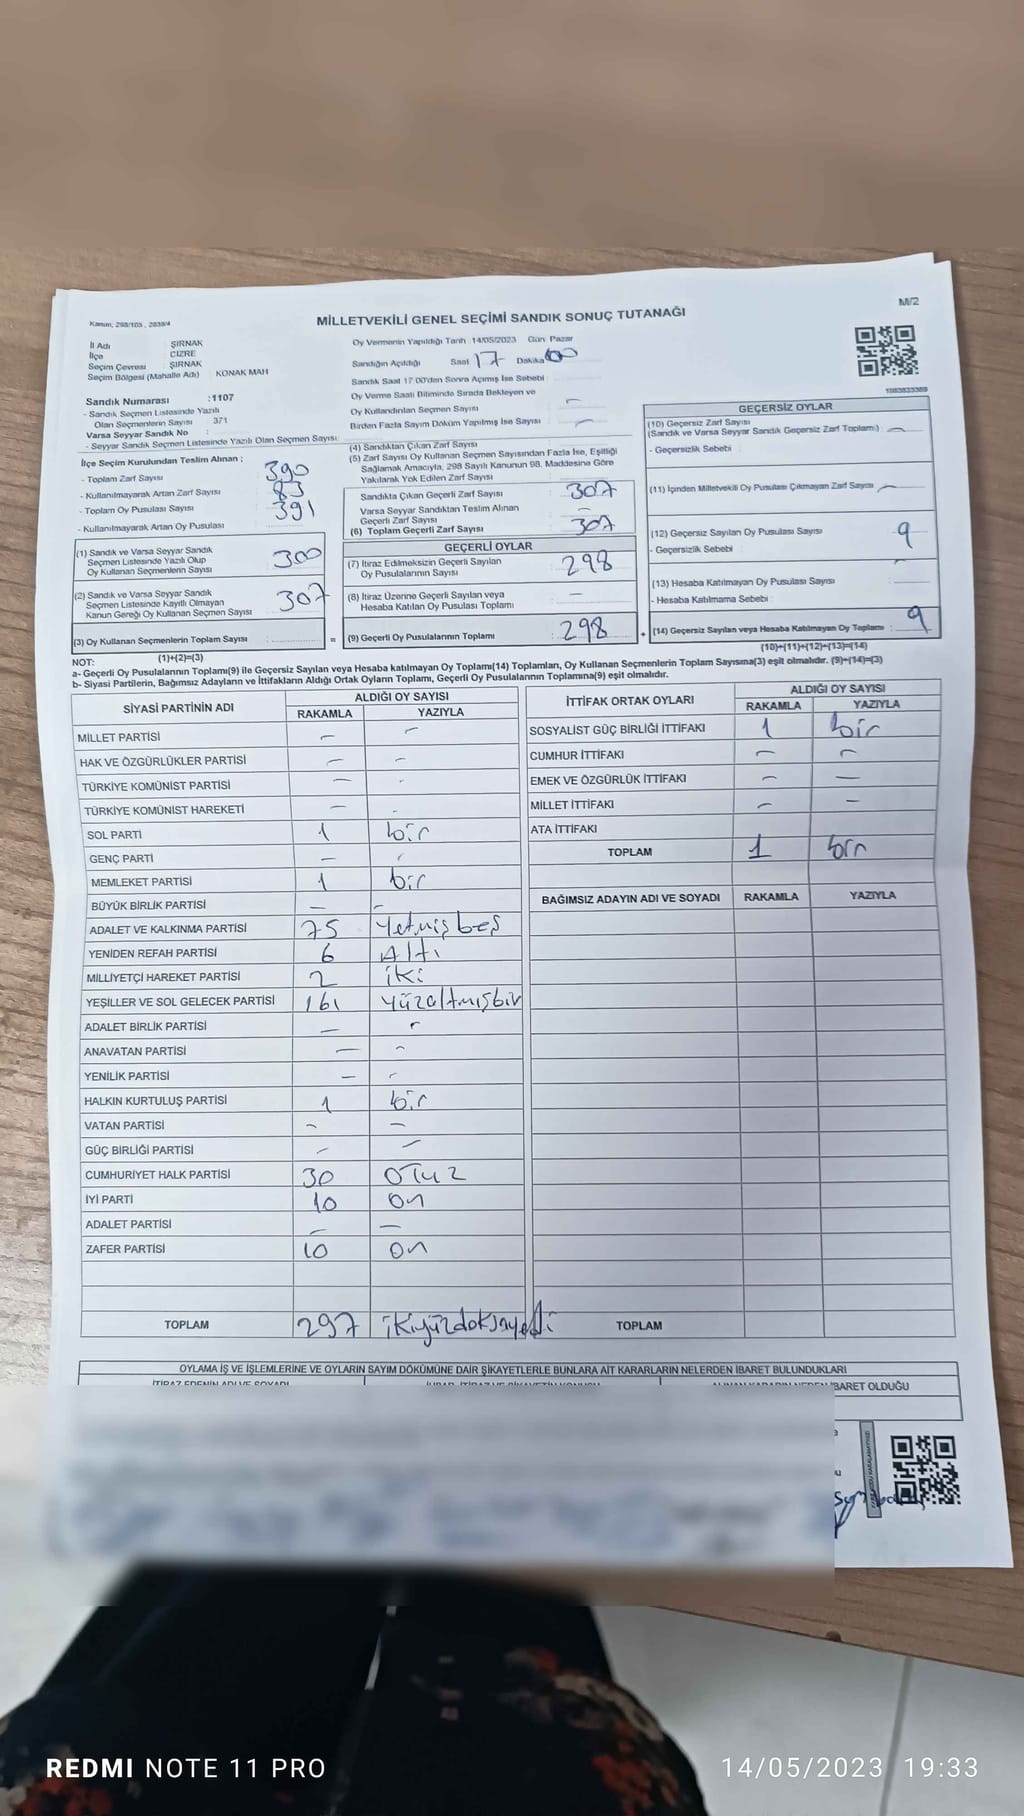 M/2
Kanun: 298/105 , 2839/4
MİLLETVEKİLİ GENEL SEÇİMİ SANDIK SONUÇ TUTANAĞI
İl Adı ŞIRNAK
İlçe CİZRE
Seçim Çevresi ŞIRNAK
Seçim Bölgesi (Mahalle Adı) KONAK MAH
Sandık Numarası :1107
- Sandık Seçmen Listesinde Yazılı
Olan Seçmenlerin Sayısı 371
Varsa Seyyar Sandık No :
- Seyyar Sandık Seçmen Listesinde Yazılı Olan Seçmen Sayısı:
Oy Vermenin Yapıldığı Tarih 14/05/2023 Gün Pazar
Sandığın Açıldığı Saat 17 Dakika 00
Sandık Saat 17:00'den Sonra Açılmış İse Sebebi
Oy Verme Saati Bitiminde Sırada Bekleyen ve
Oy Kullandırılan Seçmen Sayısı –
Birden Fazla Sayım Döküm Yapılmış İse Sayısı –
İlçe Seçim Kurulundan Teslim Alınan ;
- Toplam Zarf Sayısı 390
- Kullanılmayarak Artan Zarf Sayısı 83
- Toplam Oy Pusulası Sayısı 391
- Kullanılmayarak Artan Oy Pusulası
(1) Sandık ve Varsa Seyyar Sandık
Seçmen Listesinde Yazılı Olup
Oy Kullanan Seçmenlerin Sayısı 300
(2) Sandık ve Varsa Seyyar Sandık
Seçmen Listesinde Kayıtlı Olmayan
Kanun Gereği Oy Kullanan Seçmen Sayısı 307
(3) Oy Kullanan Seçmenlerin Toplam Sayısı =
(1)+(2)=(3)
(4) Sandıktan Çıkan Zarf Sayısı
(5) Zarf Sayısı Oy Kullanan Seçmen Sayısından Fazla İse, Eşitliği
Sağlamak Amacıyla, 298 Sayılı Kanunun 98. Maddesine Göre
Yakılarak Yok Edilen Zarf Sayısı
Sandıkta Çıkan Geçerli Zarf Sayısı 307
Varsa Seyyar Sandıktan Teslim Alınan
Geçerli Zarf Sayısı –
(6) Toplam Geçerli Zarf Sayısı 307
GEÇERLİ OYLAR
(7) İtiraz Edilmeksizin Geçerli Sayılan
Oy Pusulalarının Sayısı : 298
(8) İtiraz Üzerine Geçerli Sayılan veya
Hesaba Katılan Oy Pusulası Toplamı –
(9) Geçerli Oy Pusulalarının Toplamı : 298 +
GEÇERSİZ OYLAR
(10) Geçersiz Zarf Sayısı
(Sandık ve Varsa Seyyar Sandık Geçersiz Zarf Toplamı) : –
- Geçersizlik Sebebi :
(11) İçinden Milletvekili Oy Pusulası Çıkmayan Zarf Sayısı –
(12) Geçersiz Sayılan Oy Pusulası Sayısı 9
- Geçersizlik Sebebi :
(13) Hesaba Katılmayan Oy Pusulası Sayısı
- Hesaba Katılmama Sebebi :
(14) Geçersiz Sayılan veya Hesaba Katılmayan Oy Toplamı : 9
(10)+(11)+(12)+(13)=(14)
NOT:
a- Geçerli Oy Pusulalarının Toplamı(9) ile Geçersiz Sayılan veya Hesaba katılmayan Oy Toplamı(14) Toplamları, Oy Kullanan Seçmenlerin Toplam Sayısına(3) eşit olmalıdır. (9)+(14)=(3)
b- Siyasi Partilerin, Bağımsız Adayların ve İttifakların Aldığı Ortak Oyların Toplamı, Geçerli Oy Pusulalarının Toplamına(9) eşit olmalıdır.
SİYASİ PARTİNİN ADI ALDIĞI OY SAYISI
RAKAMLA YAZIYLA
MİLLET PARTİSİ – –
HAK VE ÖZGÜRLÜKLER PARTİSİ – –
TÜRKİYE KOMÜNİST PARTİSİ – -
TÜRKİYE KOMÜNİST HAREKETİ – -
SOL PARTİ 1 bir
GENÇ PARTİ – -
MEMLEKET PARTİSİ 1 bir
BÜYÜK BİRLİK PARTİSİ – –
ADALET VE KALKINMA PARTİSİ 75 Yetmişbeş
YENİDEN REFAH PARTİSİ 6 Altı
MİLLİYETÇİ HAREKET PARTİSİ 2 iki
YEŞİLLER VE SOL GELECEK PARTİSİ 161 Yüzaltmışbir
ADALET BİRLİK PARTİSİ – –
ANAVATAN PARTİSİ – –
YENİLİK PARTİSİ – –
HALKIN KURTULUŞ PARTİSİ 1 bir
VATAN PARTİSİ – –
GÜÇ BİRLİĞİ PARTİSİ – –
CUMHURİYET HALK PARTİSİ 30 OTUZ
İYİ PARTİ 10 on
ADALET PARTİSİ – –
ZAFER PARTİSİ 10 on
TOPLAM 297 ikiyüzdoksayedi
İTTİFAK ORTAK OYLARI ALDIĞI OY SAYISI
RAKAMLA YAZIYLA
SOSYALİST GÜÇ BİRLİĞİ İTTİFAKI 1 bir
CUMHUR İTTİFAKI – –
EMEK VE ÖZGÜRLÜK İTTİFAKI – –
MİLLET İTTİFAKI – –
ATA İTTİFAKI
TOPLAM 1 bir
BAĞIMSIZ ADAYIN ADI VE SOYADI RAKAMLA YAZIYLA
TOPLAM
OYLAMA İŞ VE İŞLEMLERİNE VE OYLARIN SAYIM DÖKÜMÜNE DAİR ŞİKAYETLERLE BUNLARA AİT KARARLARIN NELERDEN İBARET BULUNDUKLARI
İTİRAZ EDENİN ADI VE SOYADI
İBARET OLDUĞU
REDMI NOTE 11 PRO
14/05/2023 19:33